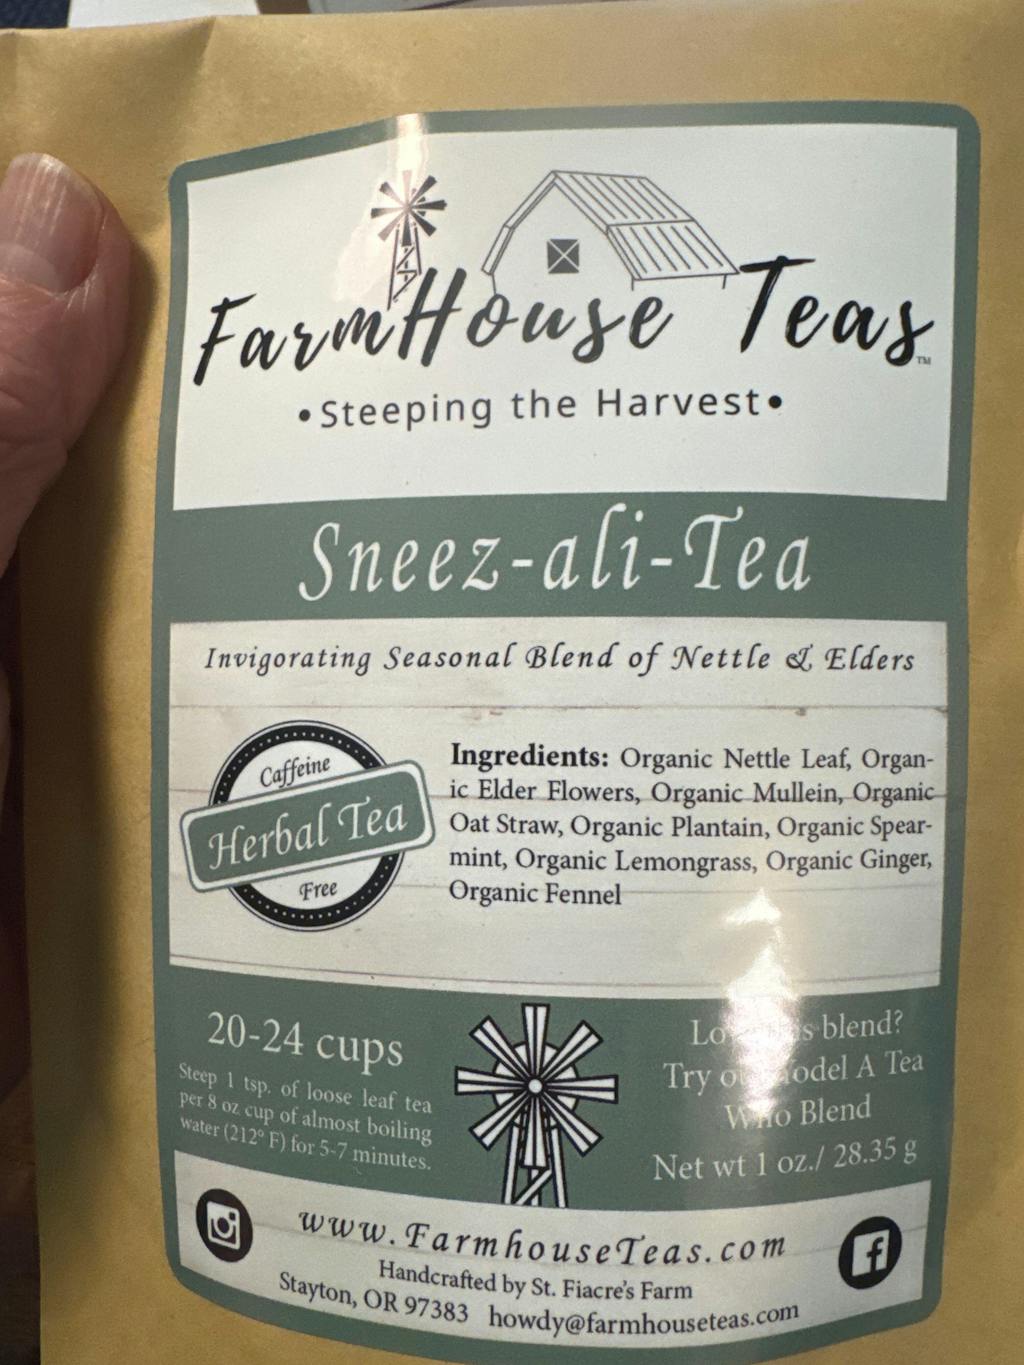 FarmHouse Teas™
•Steeping the Harvest•
Sneez-ali-Tea
Invigorating Seasonal Blend of Nettle & Elders
Caffeine
Herbal Tea
Free
Ingredients: Organic Nettle Leaf, Organ-
ic Elder Flowers, Organic Mullein, Organic
Oat Straw, Organic Plantain, Organic Spear-
mint, Organic Lemongrass, Organic Ginger,
Organic Fennel
20-24 cups
Steep 1 tsp. of loose leaf tea
per 8 oz cup of almost boiling
water (212° F) for 5-7 minutes.
blend?
Try Tea
Blend
Net wt 1 oz./ 28.35 g
www.FarmhouseTeas.com
Handcrafted by St. Fiacre's Farm
Stayton, OR 97383 howdy@farmhouseteas.com